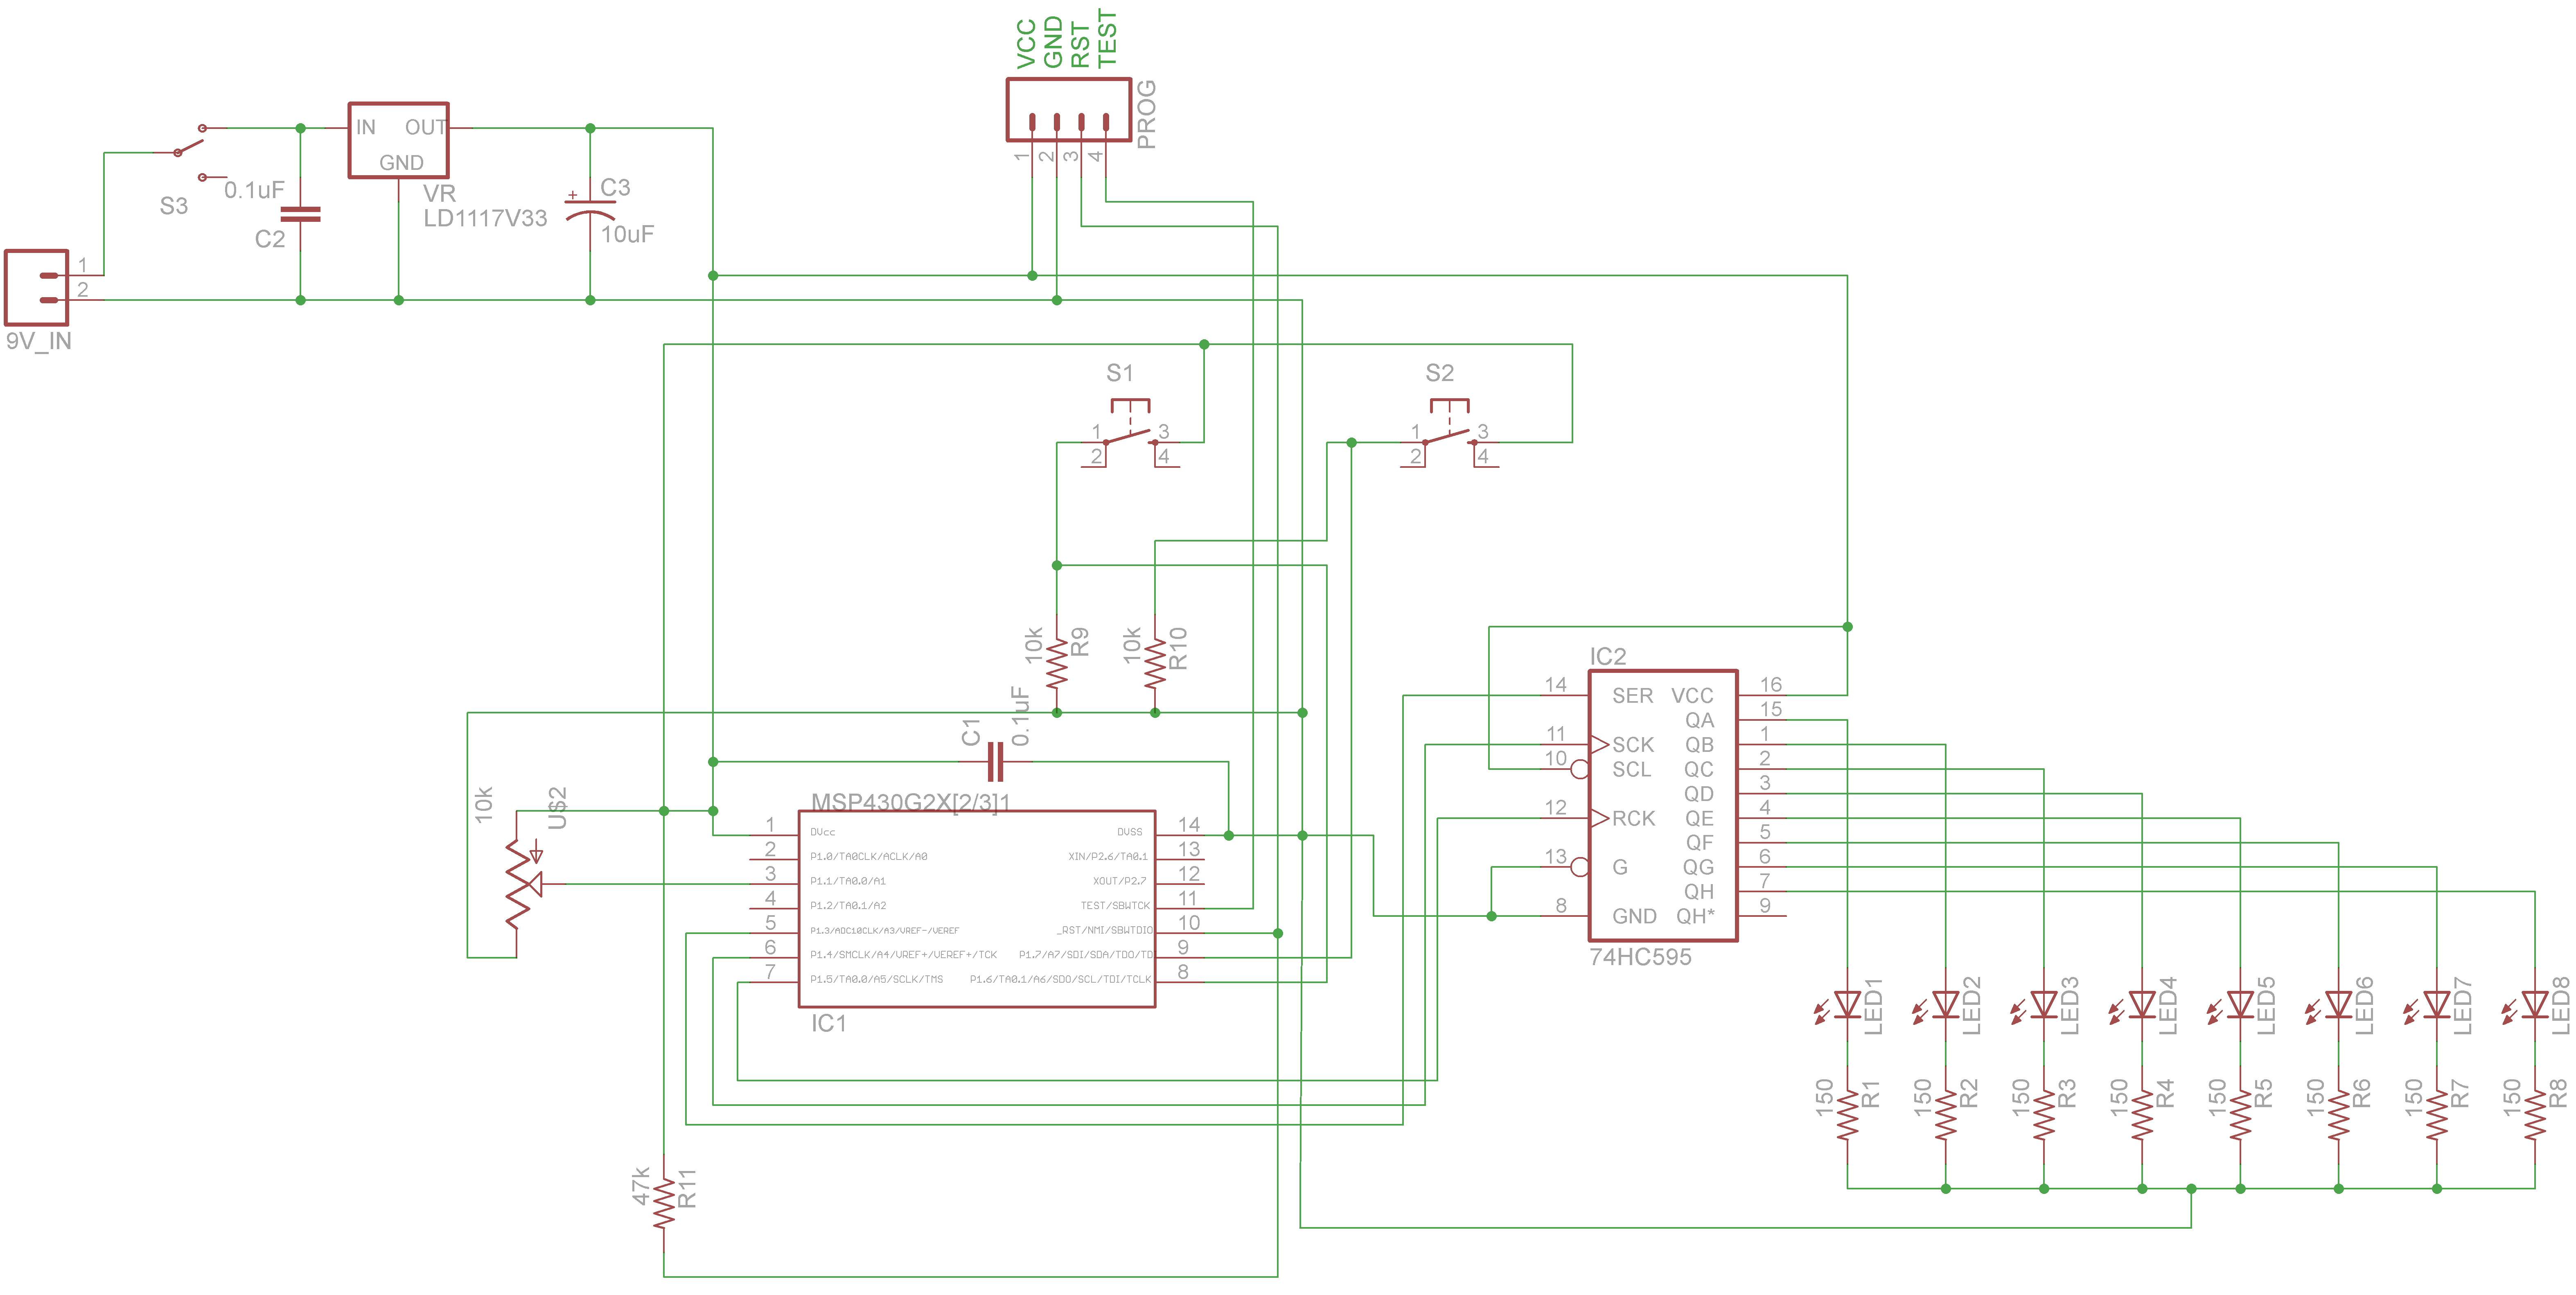 VCC
GND
RST
TEST
PROG
1
2
3
4
IN OUT
GND
VR
LD1117V33
S3
0.1uF
C2
C3
+
10uF
1
2
9V_IN
S1
1
2
3
4
S2
1
2
3
4
10k
R9
10k
R10
C1
0.1uF
10k
U$2
MSP430G2X[2/3]1
1 DVcc DVSS 14
2 P1.0/TA0CLK/ACLK/A0 XIN/P2.6/TA0.1 13
3 P1.1/TA0.0/A1 XOUT/P2.7 12
4 P1.2/TA0.1/A2 TEST/SBWTCK 11
5 P1.3/ADC10CLK/A3/VREF-/VEREF _RST/NMI/SBWTDIO 10
6 P1.4/SMCLK/A4/VREF+/VEREF+/TCK P1.7/A7/SDI/SDA/TDO/TD 9
7 P1.5/TA0.0/A5/SCLK/TMS P1.6/TA0.1/A6/SDO/SCL/TDI/TCLK 8
IC1
IC2
14 SER VCC 16
QA 15
11 SCK QB 1
10 SCL QC 2
QD 3
12 RCK QE 4
QF 5
13 G QG 6
QH 7
8 GND QH* 9
74HC595
LED1
LED2
LED3
LED4
LED5
LED6
LED7
LED8
150
R1
150
R2
150
R3
150
R4
150
R5
150
R6
150
R7
150
R8
47k
R11